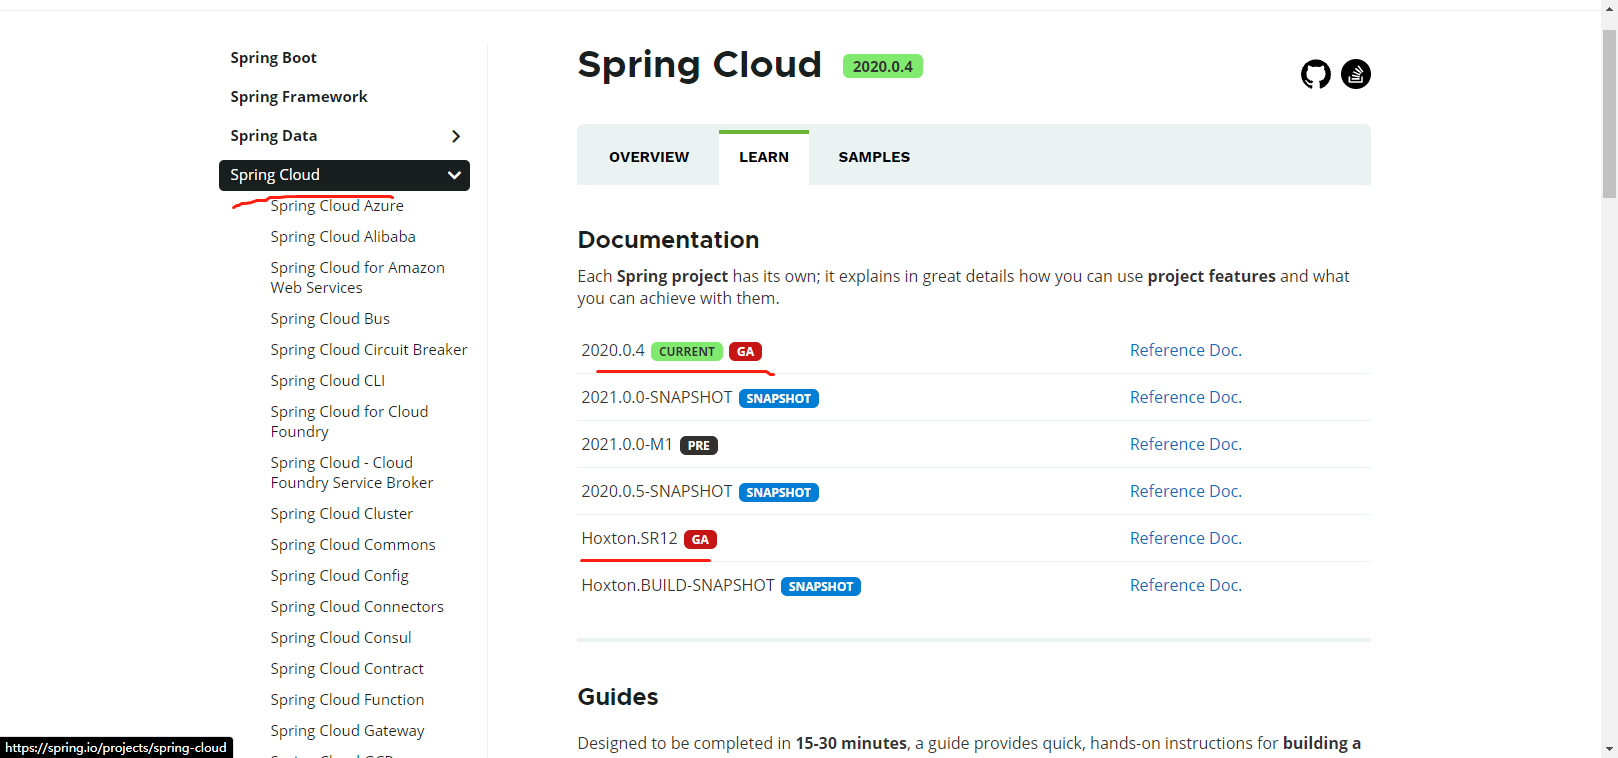 Spring Boot
Spring Framework
Spring Data
Spring Cloud
Spring Cloud Azure
Spring Cloud Alibaba
Spring Cloud for Amazon
Web Services
Spring Cloud Bus
Spring Cloud Circuit Breaker
Spring Cloud CLI
Spring Cloud for Cloud
Foundry
Spring Cloud - Cloud
Foundry Service Broker
Spring Cloud Cluster
Spring Cloud Commons
Spring Cloud Config
Spring Cloud Connectors
Spring Cloud Consul
Spring Cloud Contract
Spring Cloud Function
Spring Cloud Gateway
https://spring.io/projects/spring-cloud
Spring Cloud 2020.0.4
OVERVIEW LEARN SAMPLES
Documentation
Each Spring project has its own; it explains in great details how you can use project features and what
you can achieve with them.
2020.0.4 CURRENT GA Reference Doc.
2021.0.0-SNAPSHOT SNAPSHOT Reference Doc.
2021.0.0-M1 PRE Reference Doc.
2020.0.5-SNAPSHOT SNAPSHOT Reference Doc.
Hoxton.SR12 GA Reference Doc.
Hoxton.BUILD-SNAPSHOT SNAPSHOT Reference Doc.
Guides
Designed to be completed in 15-30 minutes, a guide provides quick, hands-on instructions for building a